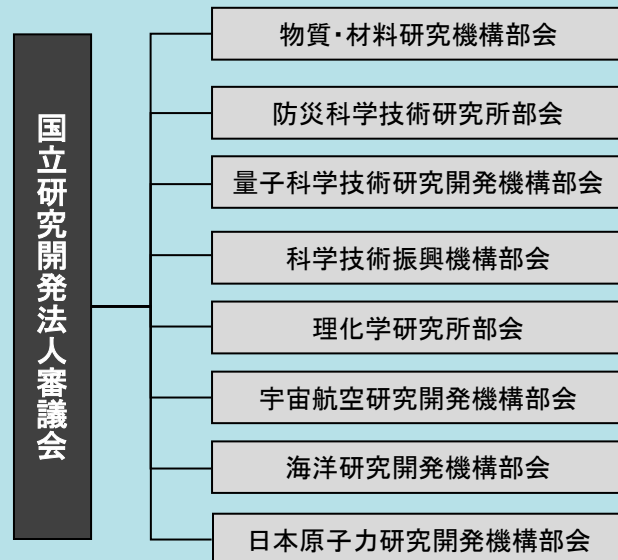 国立研究開発法人審議会
物質・材料研究機構部会
防災科学技術研究所部会
量子科学技術研究開発機構部会
科学技術振興機構部会
理化学研究所部会
宇宙航空研究開発機構部会
海洋研究開発機構部会
日本原子力研究開発機構部会